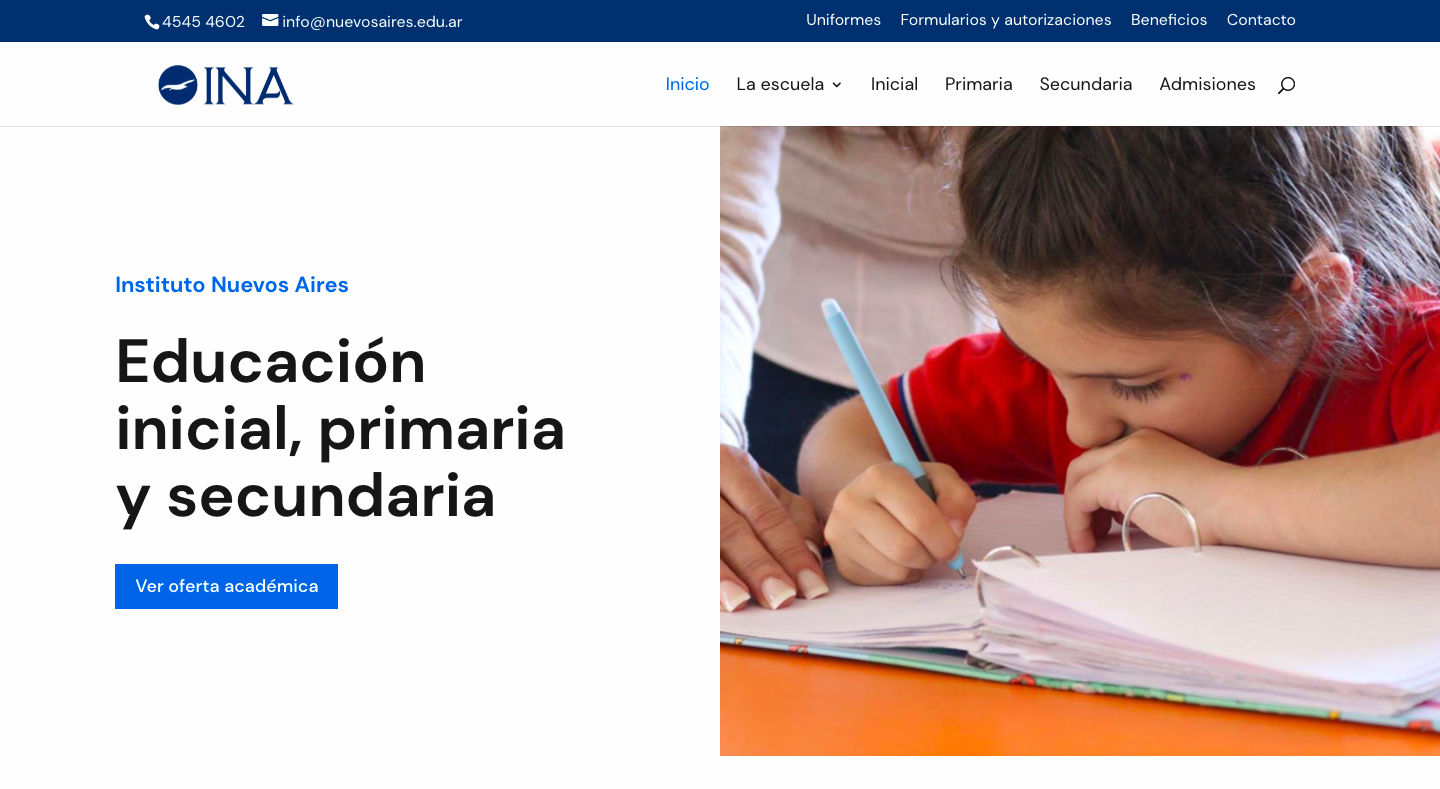 4545 4602 info@nuevosaires.edu.ar Uniformes Formularios y autorizaciones Beneficios Contacto
INA Inicio La escuela Inicial Primaria Secundaria Admisiones
Instituto Nuevos Aires
Educación
inicial, primaria
y secundaria
Ver oferta académica